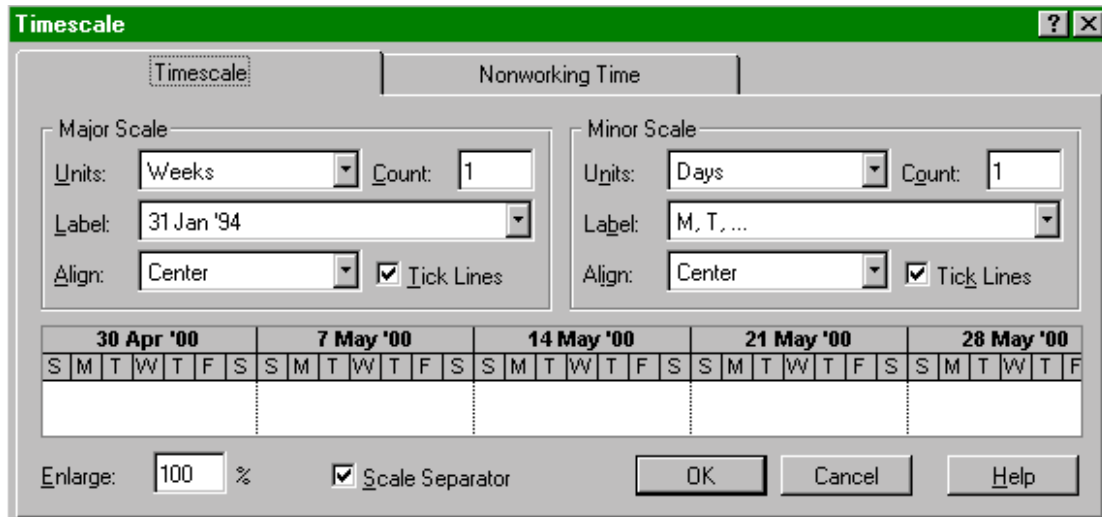 Timescale
Timescale Nonworking Time
Major Scale Minor Scale
Units: Weeks Count: 1 Units: Days Count: 1
Label: 31 Jan '94 Label: M, T, ...
Align: Center Tick Lines Align: Center Tick Lines
30 Apr '00 7 May '00 14 May '00 21 May '00 28 May '00
S M T W T F S S M T W T F S S M T W T F S S M T W T F S S M T W T F
Enlarge: 100 % Scale Separator OK Cancel Help